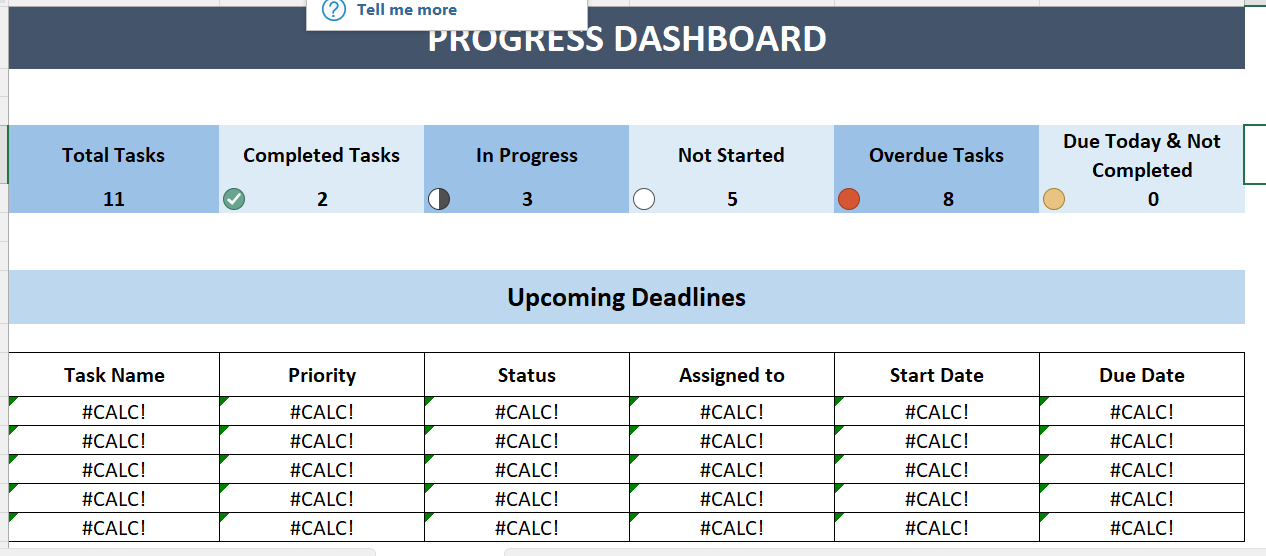 Tell me more
PROGRESS DASHBOARD
Total Tasks
Completed Tasks
In Progress
Not Started
Overdue Tasks
Due Today & Not
Completed
11
2
3
5
8
0
Upcoming Deadlines
Task Name Priority Status Assigned to Start Date Due Date
#CALC! #CALC! #CALC! #CALC! #CALC! #CALC!
#CALC! #CALC! #CALC! #CALC! #CALC! #CALC!
#CALC! #CALC! #CALC! #CALC! #CALC! #CALC!
#CALC! #CALC! #CALC! #CALC! #CALC! #CALC!
#CALC! #CALC! #CALC! #CALC! #CALC! #CALC!